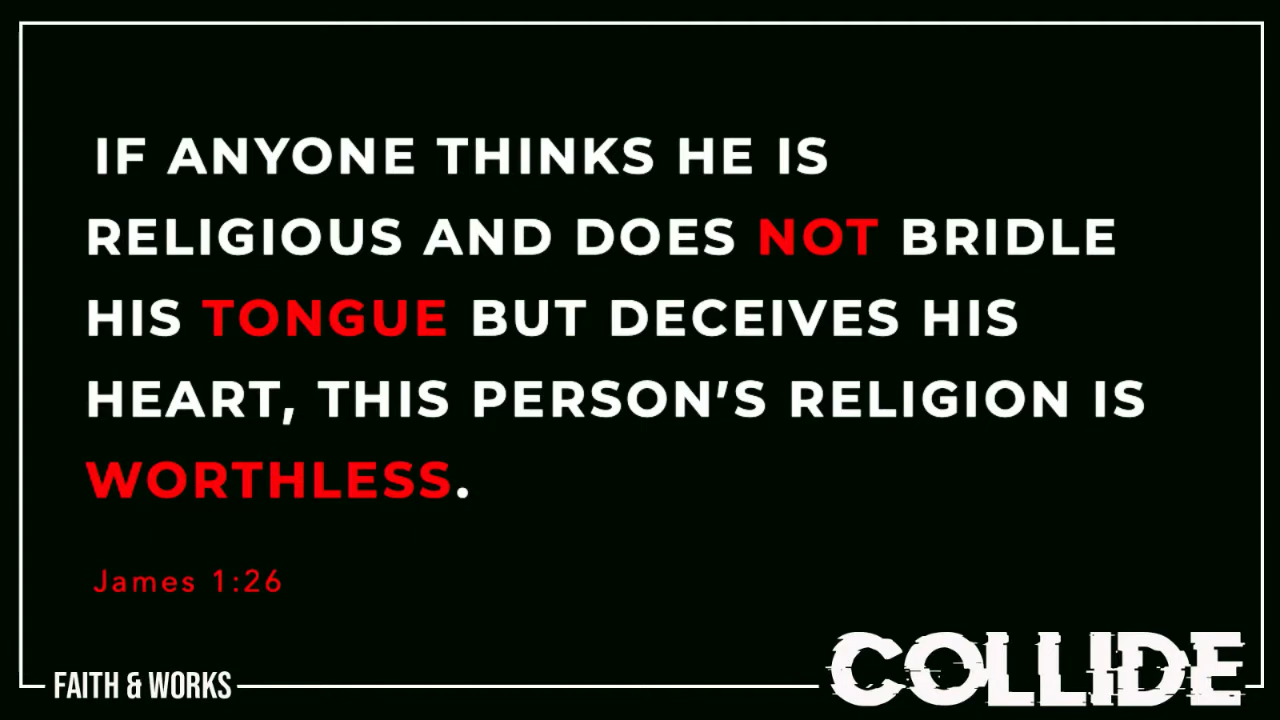 IF ANYONE THINKS HE IS
RELIGIOUS AND DOES NOT BRIDLE
HIS TONGUE BUT DECEIVES HIS
HEART, THIS PERSON’S RELIGION IS
WORTHLESS.
James 1:26
FAITH & WORKS
COLLIDE